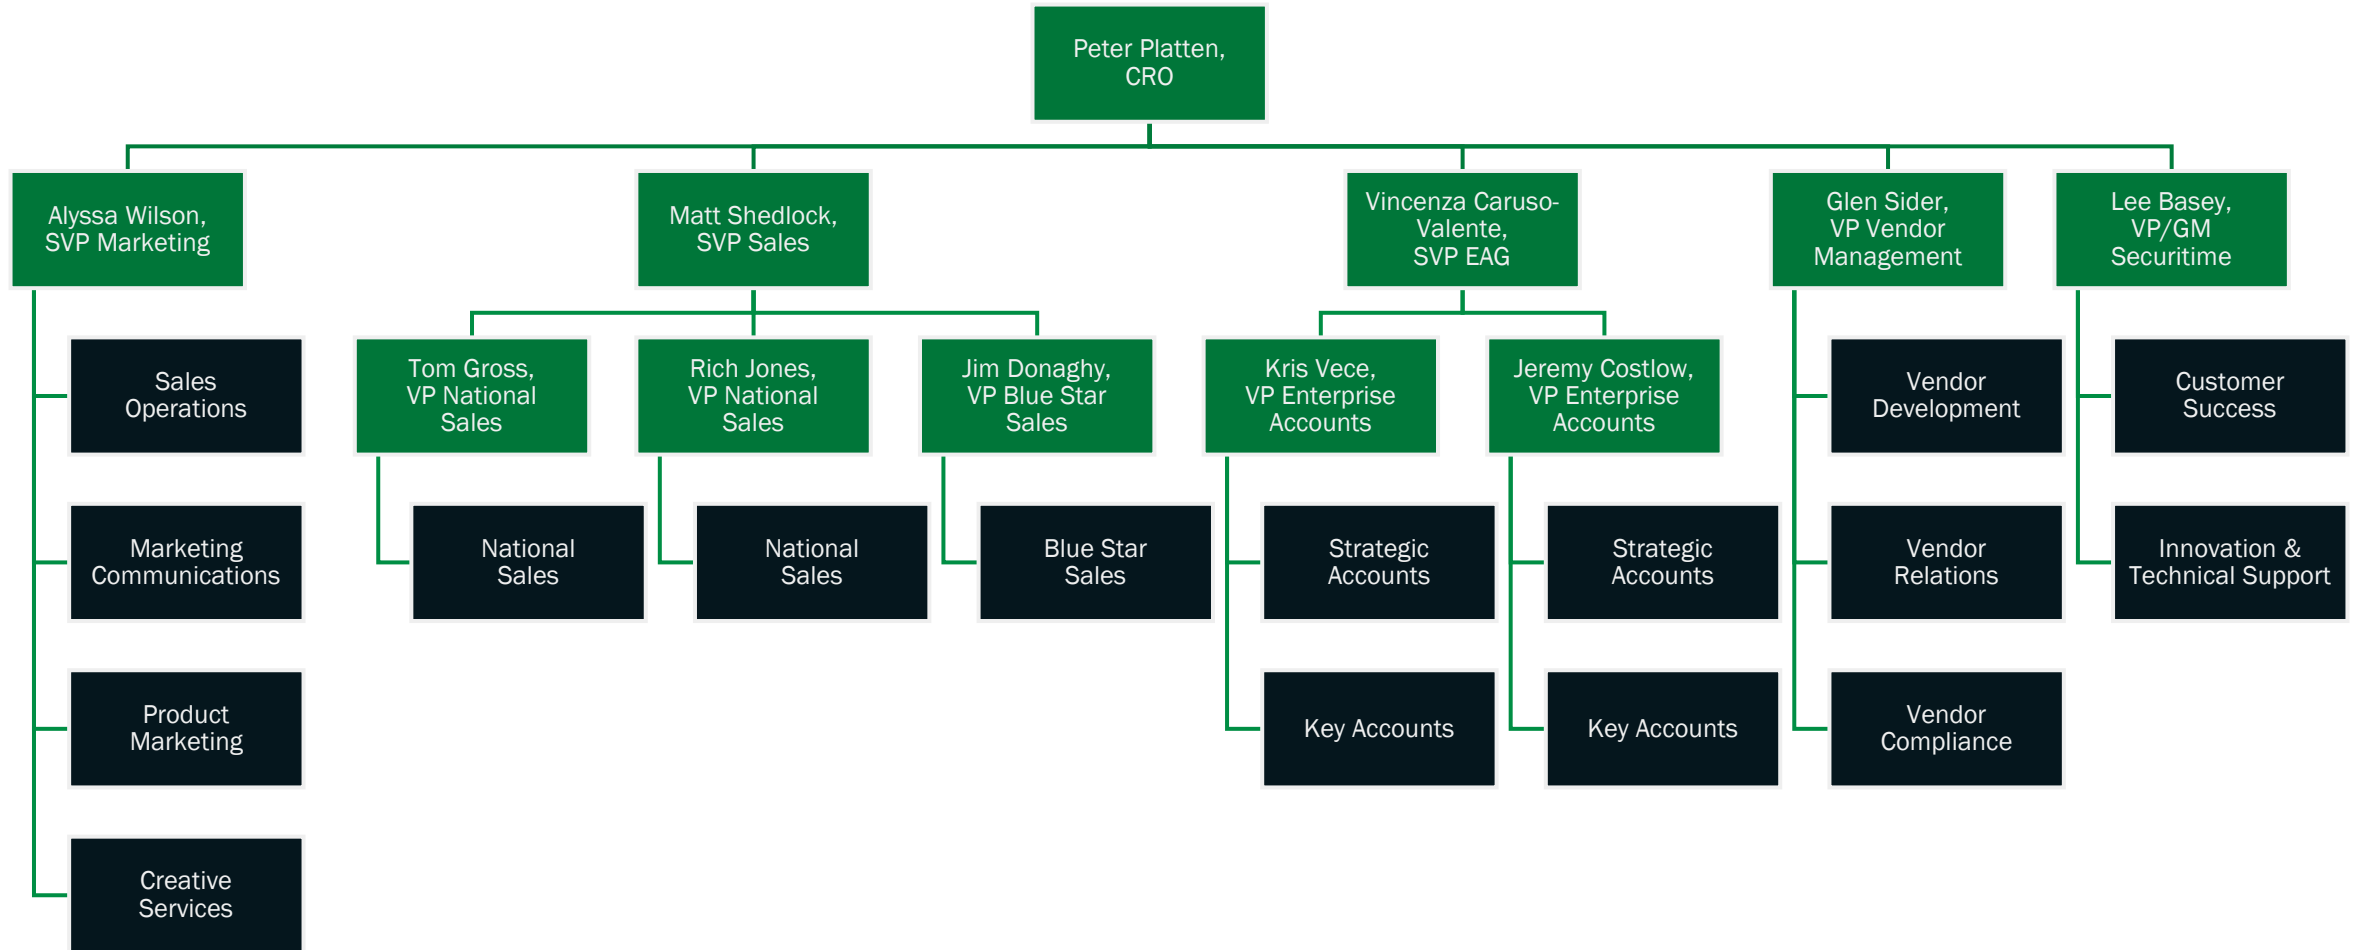 Peter Platten,
CRO
Alyssa Wilson,
SVP Marketing
Matt Shedlock,
SVP Sales
Vincenza Caruso-
Valente,
SVP EAG
Glen Sider,
VP Vendor
Management
Lee Basey,
VP/GM
Securitime
Sales
Operations
Tom Gross,
VP National
Sales
Rich Jones,
VP National
Sales
Jim Donaghy,
VP Blue Star
Sales
Kris Vece,
VP Enterprise
Accounts
Jeremy Costlow,
VP Enterprise
Accounts
Vendor
Development
Customer
Success
Marketing
Communications
National
Sales
National
Sales
Blue Star
Sales
Strategic
Accounts
Strategic
Accounts
Vendor
Relations
Innovation &
Technical Support
Product
Marketing
Key Accounts
Key Accounts
Vendor
Compliance
Creative
Services